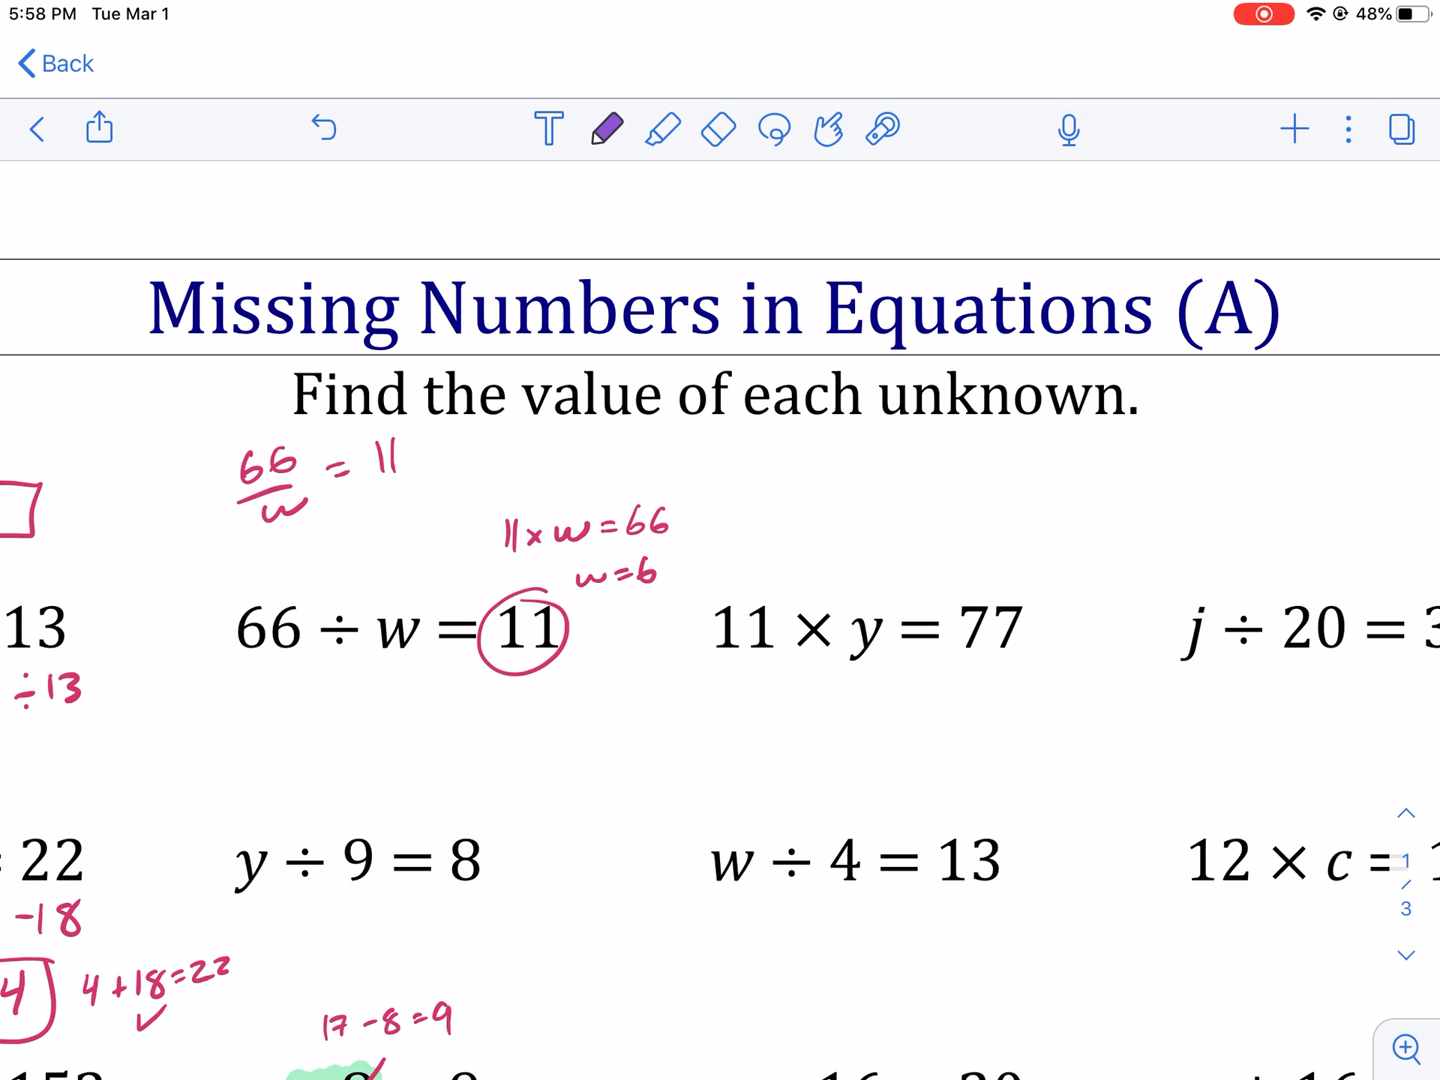 5:58 PM Tue Mar 1 48%
Back
Missing Numbers in Equations (A)
Find the value of each unknown.
66/w = 11
11 × w = 66
w = 6
13 66 ÷ w = 11 11 × y = 77 j ÷ 20 = 3
÷13
= 22 y ÷ 9 = 8 w ÷ 4 = 13 12 × c = 1
1 / 3
-18
4 4 + 18 = 22
17 - 8 = 9